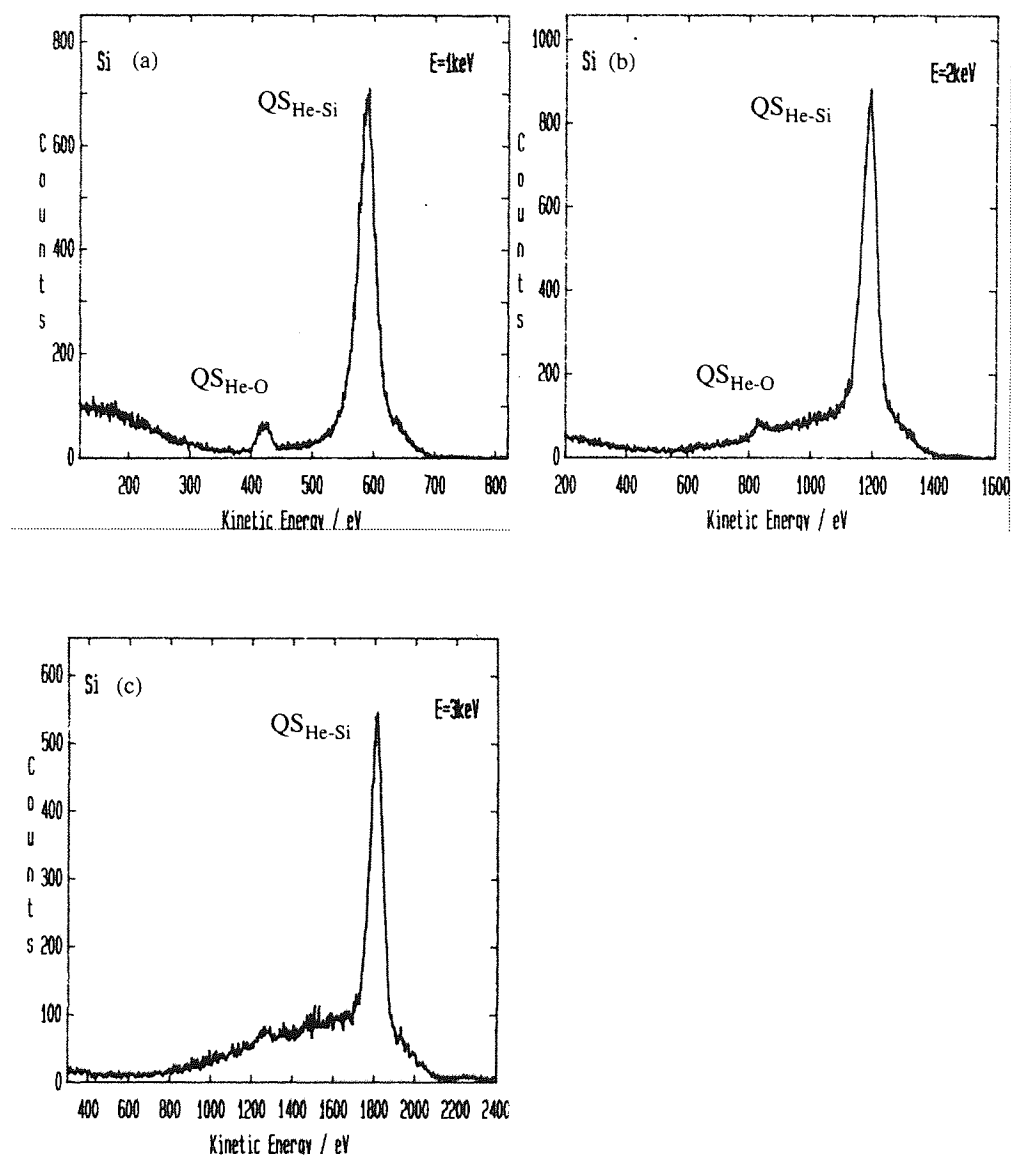 800
Si (a)
E=1keV
QS_He-Si
600
Counts
400
200
QS_He-O
0
200 300 400 500 600 700 800
Kinetic Energy / eV
1000
Si (b)
E=2keV
QS_He-Si
800
Counts
600
400
QS_He-O
200
0
200 400 600 800 1000 1200 1400 1600
Kinetic Energy / eV
600
Si (c)
E=3keV
QS_He-Si
500
Counts
400
300
200
100
0
400 600 800 1000 1200 1400 1600 1800 2000 2200 2400
Kinetic Energy / eV